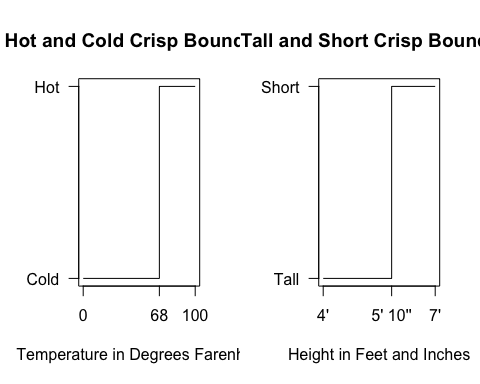 Hot and Cold Crisp Bound
Tall and Short Crisp Bound
Hot
Cold
0 68 100
Temperature in Degrees Farenh
Short
Tall
4' 5' 10" 7'
Height in Feet and Inches